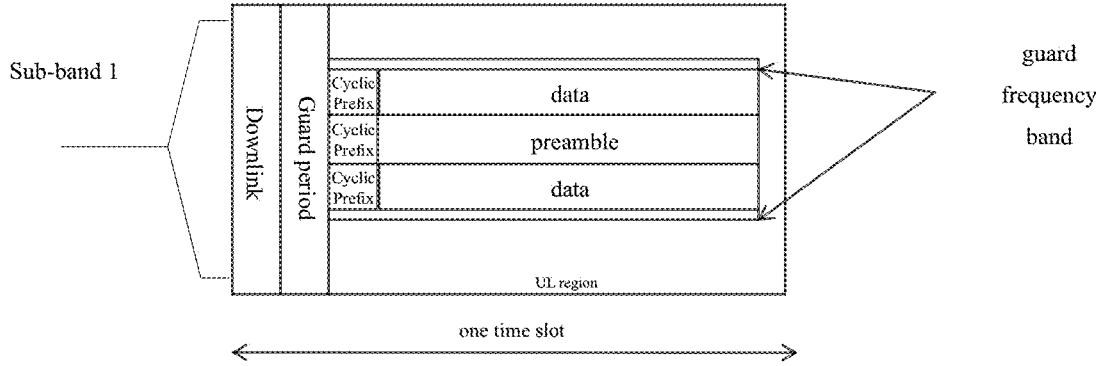 Sub-band 1
Downlink
Guard period
Cyclic
Prefix
data
Cyclic
Prefix
preamble
Cyclic
Prefix
data
UL region
guard
frequency
band
one time slot